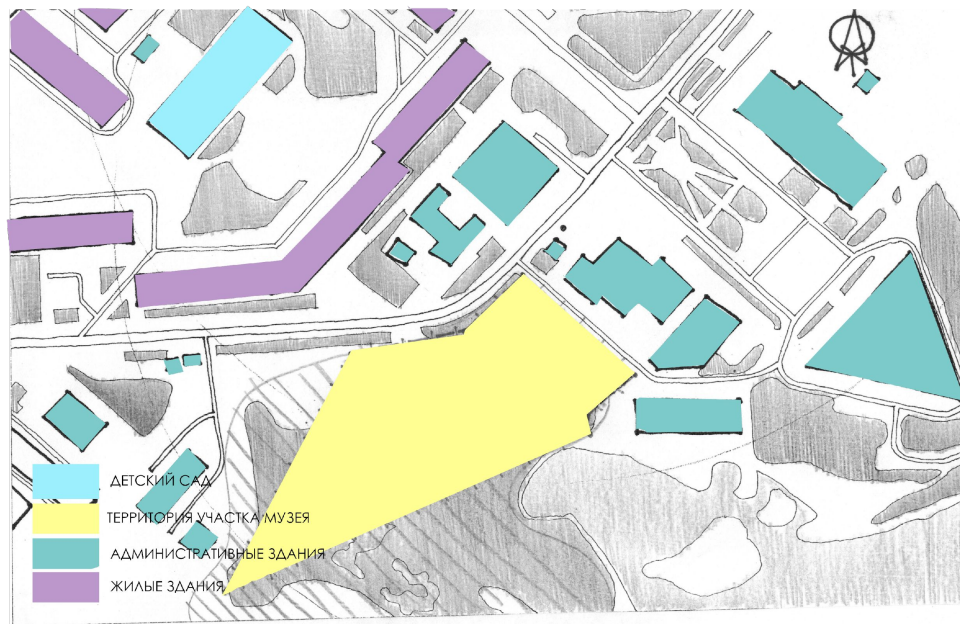 ДЕТСКИЙ САД
ТЕРРИТОРИЯ УЧАСТКА МУЗЕЯ
АДМИНИСТРАТИВНЫЕ ЗДАНИЯ
ЖИЛЫЕ ЗДАНИЯ